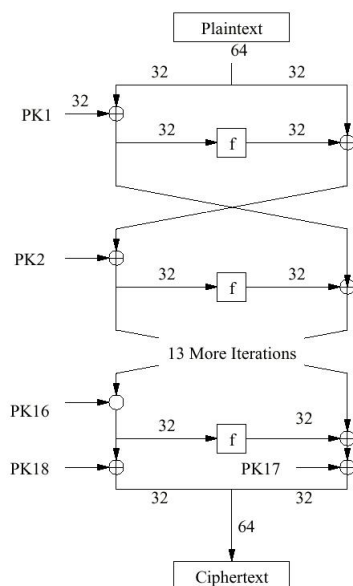 Plaintext
64
32 32
32
PK1
32 f 32
PK2
32 f 32
13 More Iterations
PK16
32 f 32
PK18 PK17
32 32
64
Ciphertext